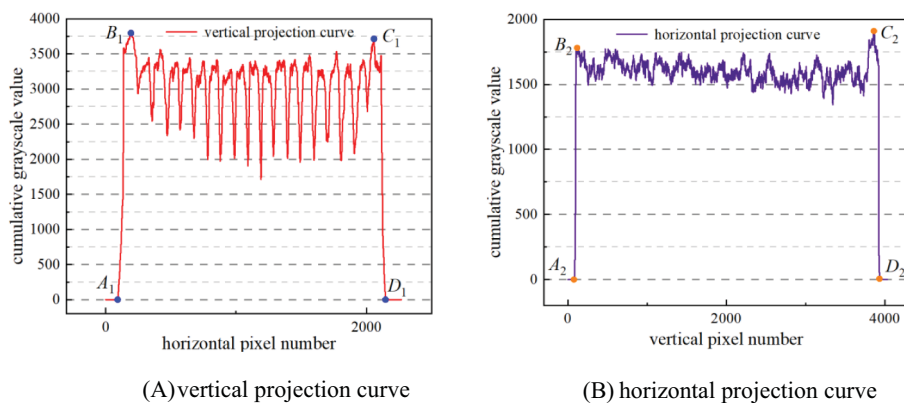 4000
3500
3000
2500
2000
1500
1000
500
0
cumulative grayscale value
B1
C1
vertical projection curve
A1
D1
0
2000
horizontal pixel number
(A)vertical projection curve
2000
1500
1000
500
0
cumulative grayscale value
B2
C2
horizontal projection curve
A2
D2
0
2000
4000
vertical pixel number
(B) horizontal projection curve